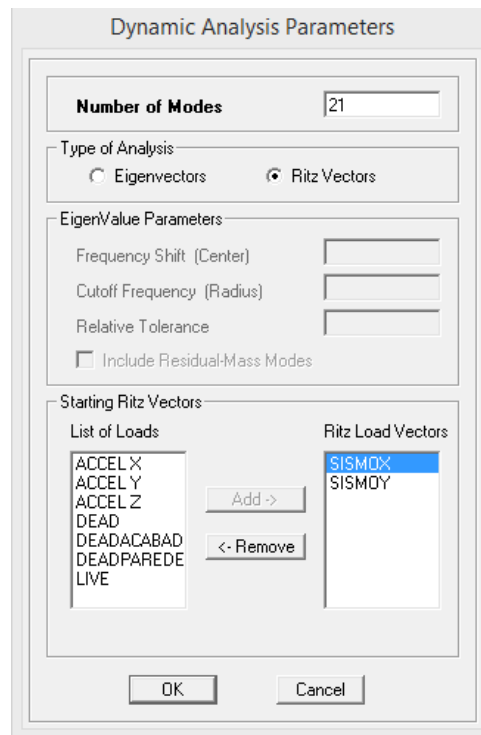 Dynamic Analysis Parameters
Number of Modes 21
Type of Analysis
Eigenvectors Ritz Vectors
EigenValue Parameters
Frequency Shift (Center)
Cutoff Frequency (Radius)
Relative Tolerance
Include Residual-Mass Modes
Starting Ritz Vectors
List of Loads Ritz Load Vectors
ACCEL X SISMOX
ACCEL Y SISMOY
ACCEL Z
DEAD
DEADACABAD
DEADPAREDE
LIVE
Add ->
<- Remove
OK Cancel